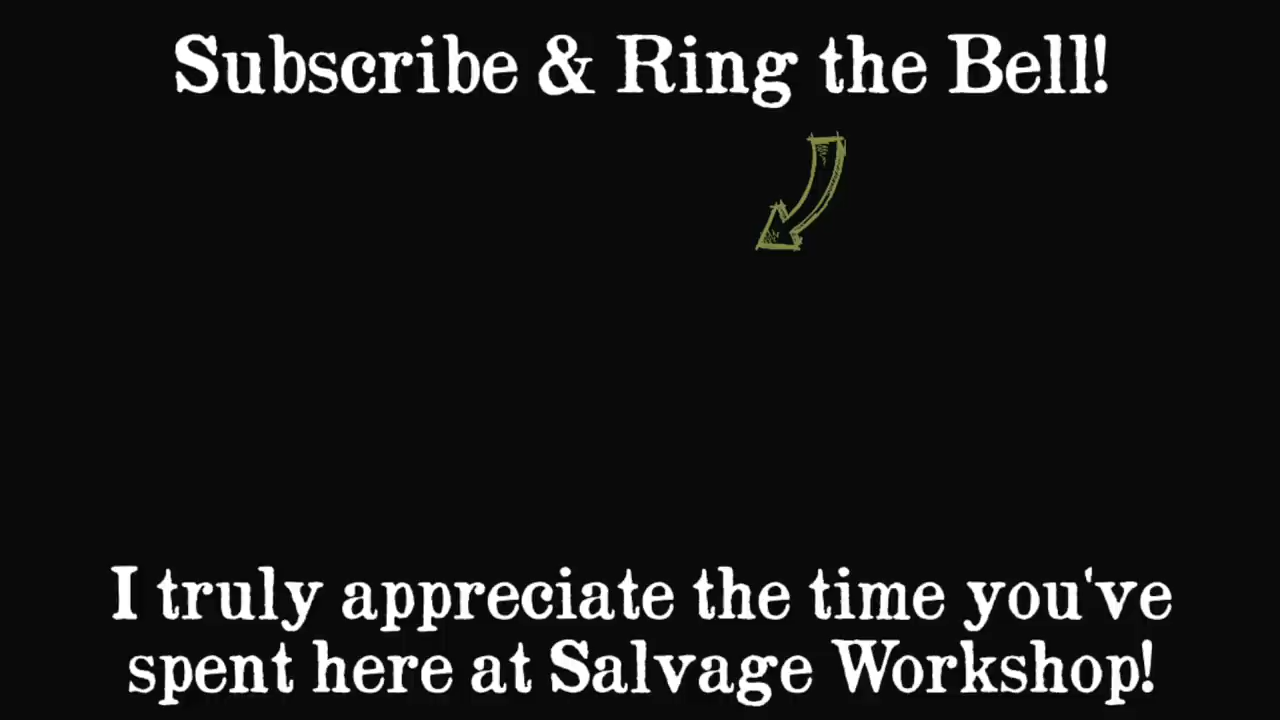 Subscribe & Ring the Bell!
I truly appreciate the time you've
spent here at Salvage Workshop!